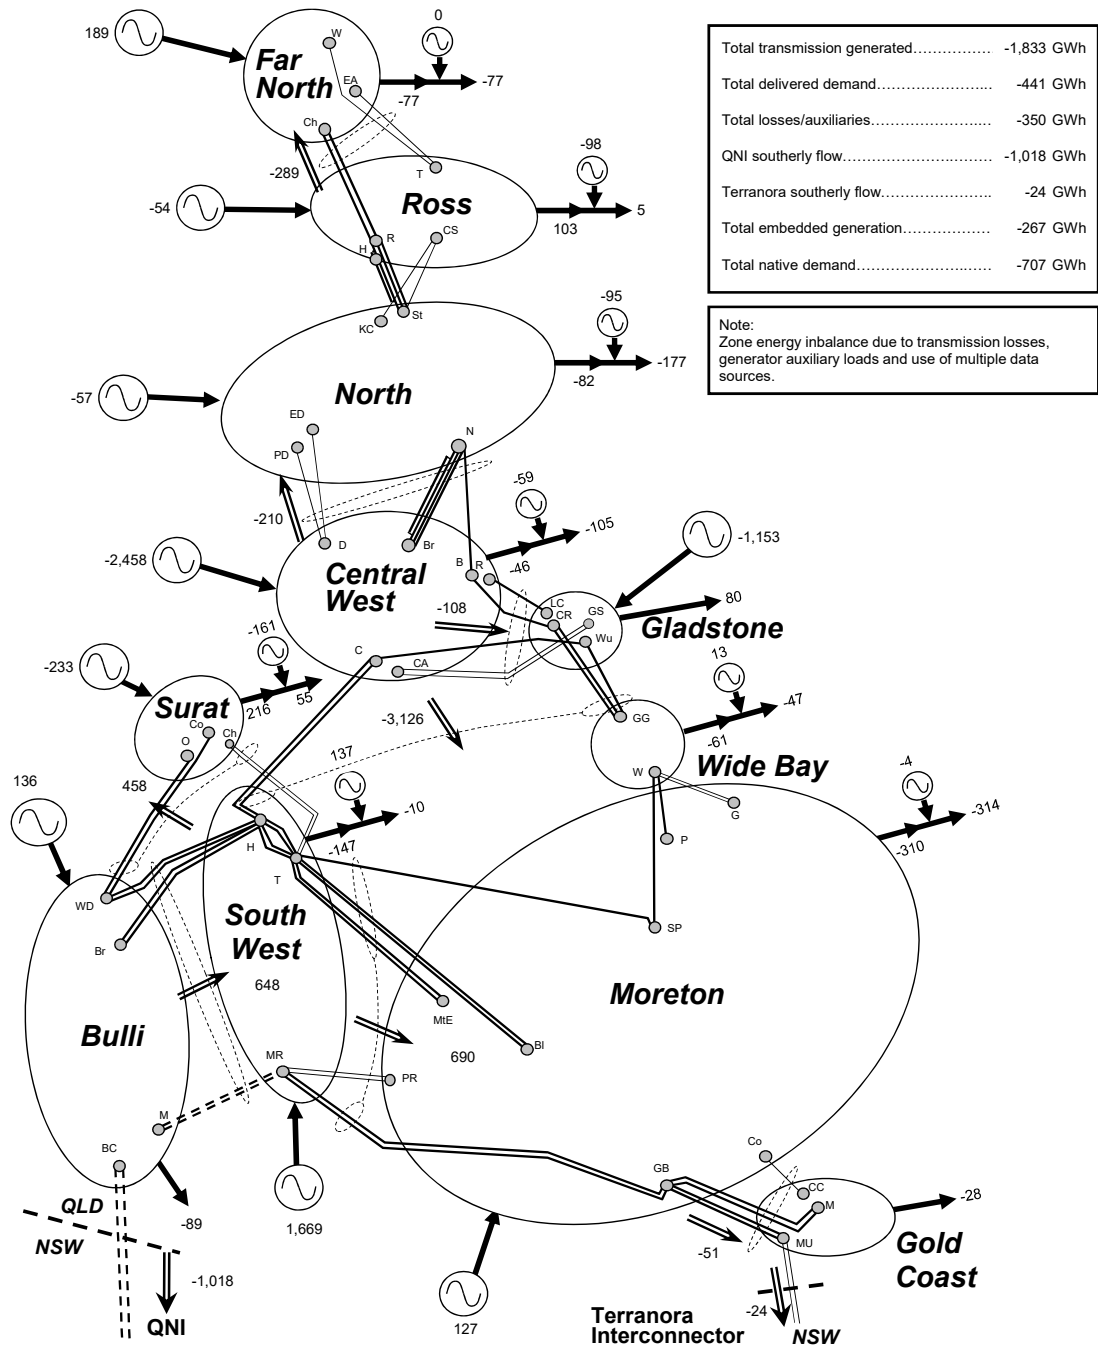 189
W
0
Far
North
EA
-77
-77
Ch
-289
-98
T
-54
Ross
5
103
R
CS
H
St
KC
-95
-177
-82
-57
North
ED
N
PD
-59
-210
-105
-1,153
D
Br
B
R
-46
-2,458
Central
West
80
LC
GS
CR
-108
Gladstone
Wu
-161
C
CA
13
-233
Surat
216
55
-47
Co
Ch
-3,126
GG
-61
O
137
Wide Bay
W
-4
136
458
-10
-314
G
H
-147
P
-310
T
WD
South
West
SP
Br
648
Moreton
MtE
Bulli
690
Bl
MR
PR
M
BC
Co
GB
CC
QLD
M
-28
-89
NSW
1,669
MU
Gold
Coast
-51
-1,018
-24
QNI
127
Terranora
Interconnector
NSW
Total transmission generated................ -1,833 GWh
Total delivered demand........................ -441 GWh
Total losses/auxiliaries........................ -350 GWh
QNI southerly flow.............................. -1,018 GWh
Terranora southerly flow...................... -24 GWh
Total embedded generation.................. -267 GWh
Total native demand............................ -707 GWh
Note:
Zone energy inbalance due to transmission losses,
generator auxiliary loads and use of multiple data
sources.